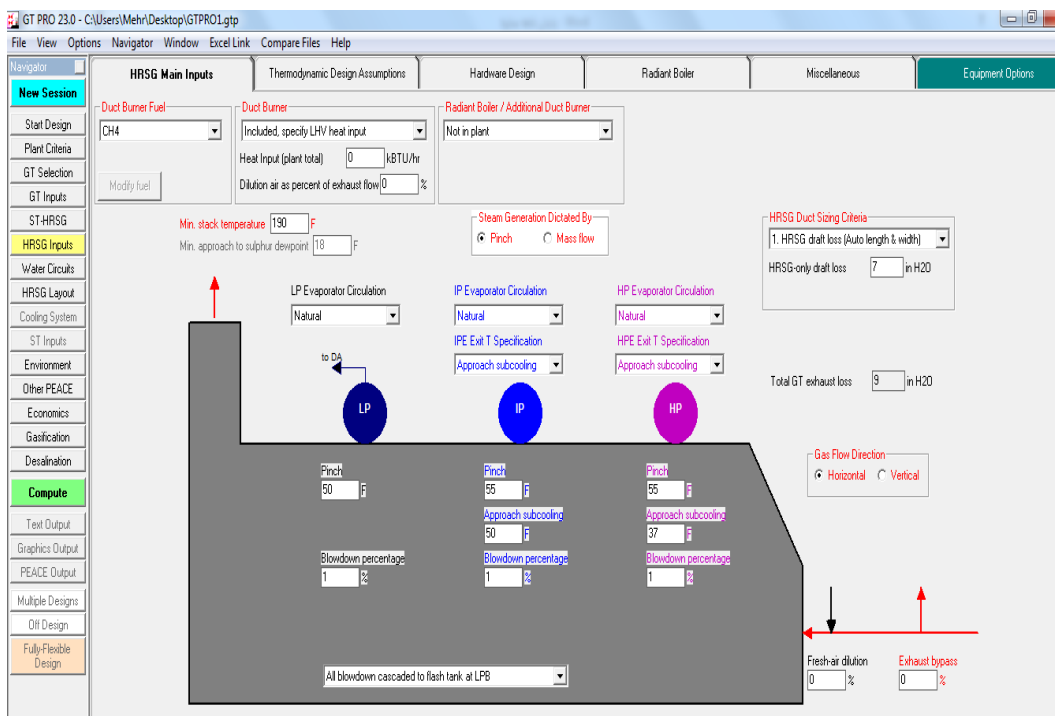 GT PRO 23.0 - C:\Users\Mehr\Desktop\GTPRO1.gtp
File View Options Navigator Window Excel Link Compare Files Help
Navigator
New Session
Start Design
Plant Criteria
GT Selection
GT Inputs
ST-HRSG
HRSG Inputs
Water Circuits
HRSG Layout
Cooling System
ST Inputs
Environment
Other PEACE
Economics
Gasification
Desalination
Compute
Text Output
Graphics Output
PEACE Output
Multiple Designs
Off Design
Fully-Flexible
Design
HRSG Main Inputs
Thermodynamic Design Assumptions
Hardware Design
Radiant Boiler
Miscellaneous
Equipment Options
Duct Burner Fuel
CH4
Modify fuel
Duct Burner
Included, specify LHV heat input
Heat Input (plant total) 0 kBTU/hr
Dilution air as percent of exhaust flow 0 %
Radiant Boiler / Additional Duct Burner
Not in plant
Min. stack temperature 190 F
Min. approach to sulphur dewpoint 18 F
Steam Generation Dictated By
Pinch Mass flow
HRSG Duct Sizing Criteria
1. HRSG draft loss (Auto length & width)
HRSG-only draft loss 7 in H2O
LP Evaporator Circulation
Natural
IP Evaporator Circulation
Natural
IPE Exit T Specification
Approach subcooling
HP Evaporator Circulation
Natural
HPE Exit T Specification
Approach subcooling
Total GT exhaust loss 9 in H2O
to DA
LP
IP
HP
Gas Flow Direction
Horizontal Vertical
Pinch
50 F
Blowdown percentage
1 %
Pinch
55 F
Approach subcooling
50 F
Blowdown percentage
1 %
Pinch
55 F
Approach subcooling
37 F
Blowdown percentage
1 %
All blowdown cascaded to flash tank at LPB
Fresh-air dilution
0 %
Exhaust bypass
0 %